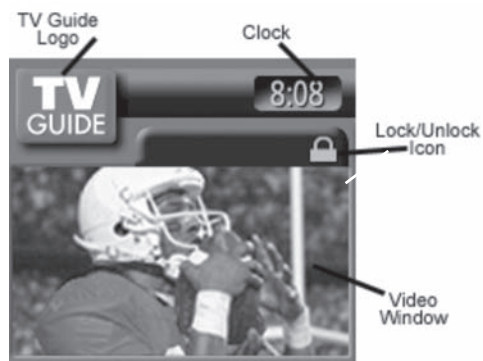 TV Guide
Logo
Clock
TV
GUIDE
8:08
Lock/Unlock
Icon
Video
Window